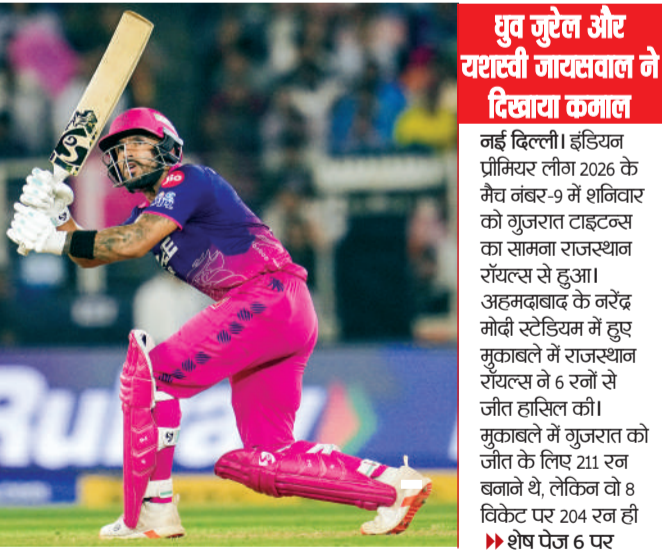 ध्रुव जुरेल और
यशस्वी जायसवाल ने
दिखाया कमाल
नई दिल्ली। इंडियन
प्रीमियर लीग 2026 के
मैच नंबर-9 में शनिवार
को गुजरात टाइटन्स
का सामना राजस्थान
रॉयल्स से हुआ।
अहमदाबाद के नरेंद्र
मोदी स्टेडियम में हुए
मुकाबले में राजस्थान
रॉयल्स ने 6 रनों से
जीत हासिल की।
मुकाबले में गुजरात को
जीत के लिए 211 रन
बनाने थे, लेकिन वो 8
विकेट पर 204 रन ही
शेष पेज 6 पर